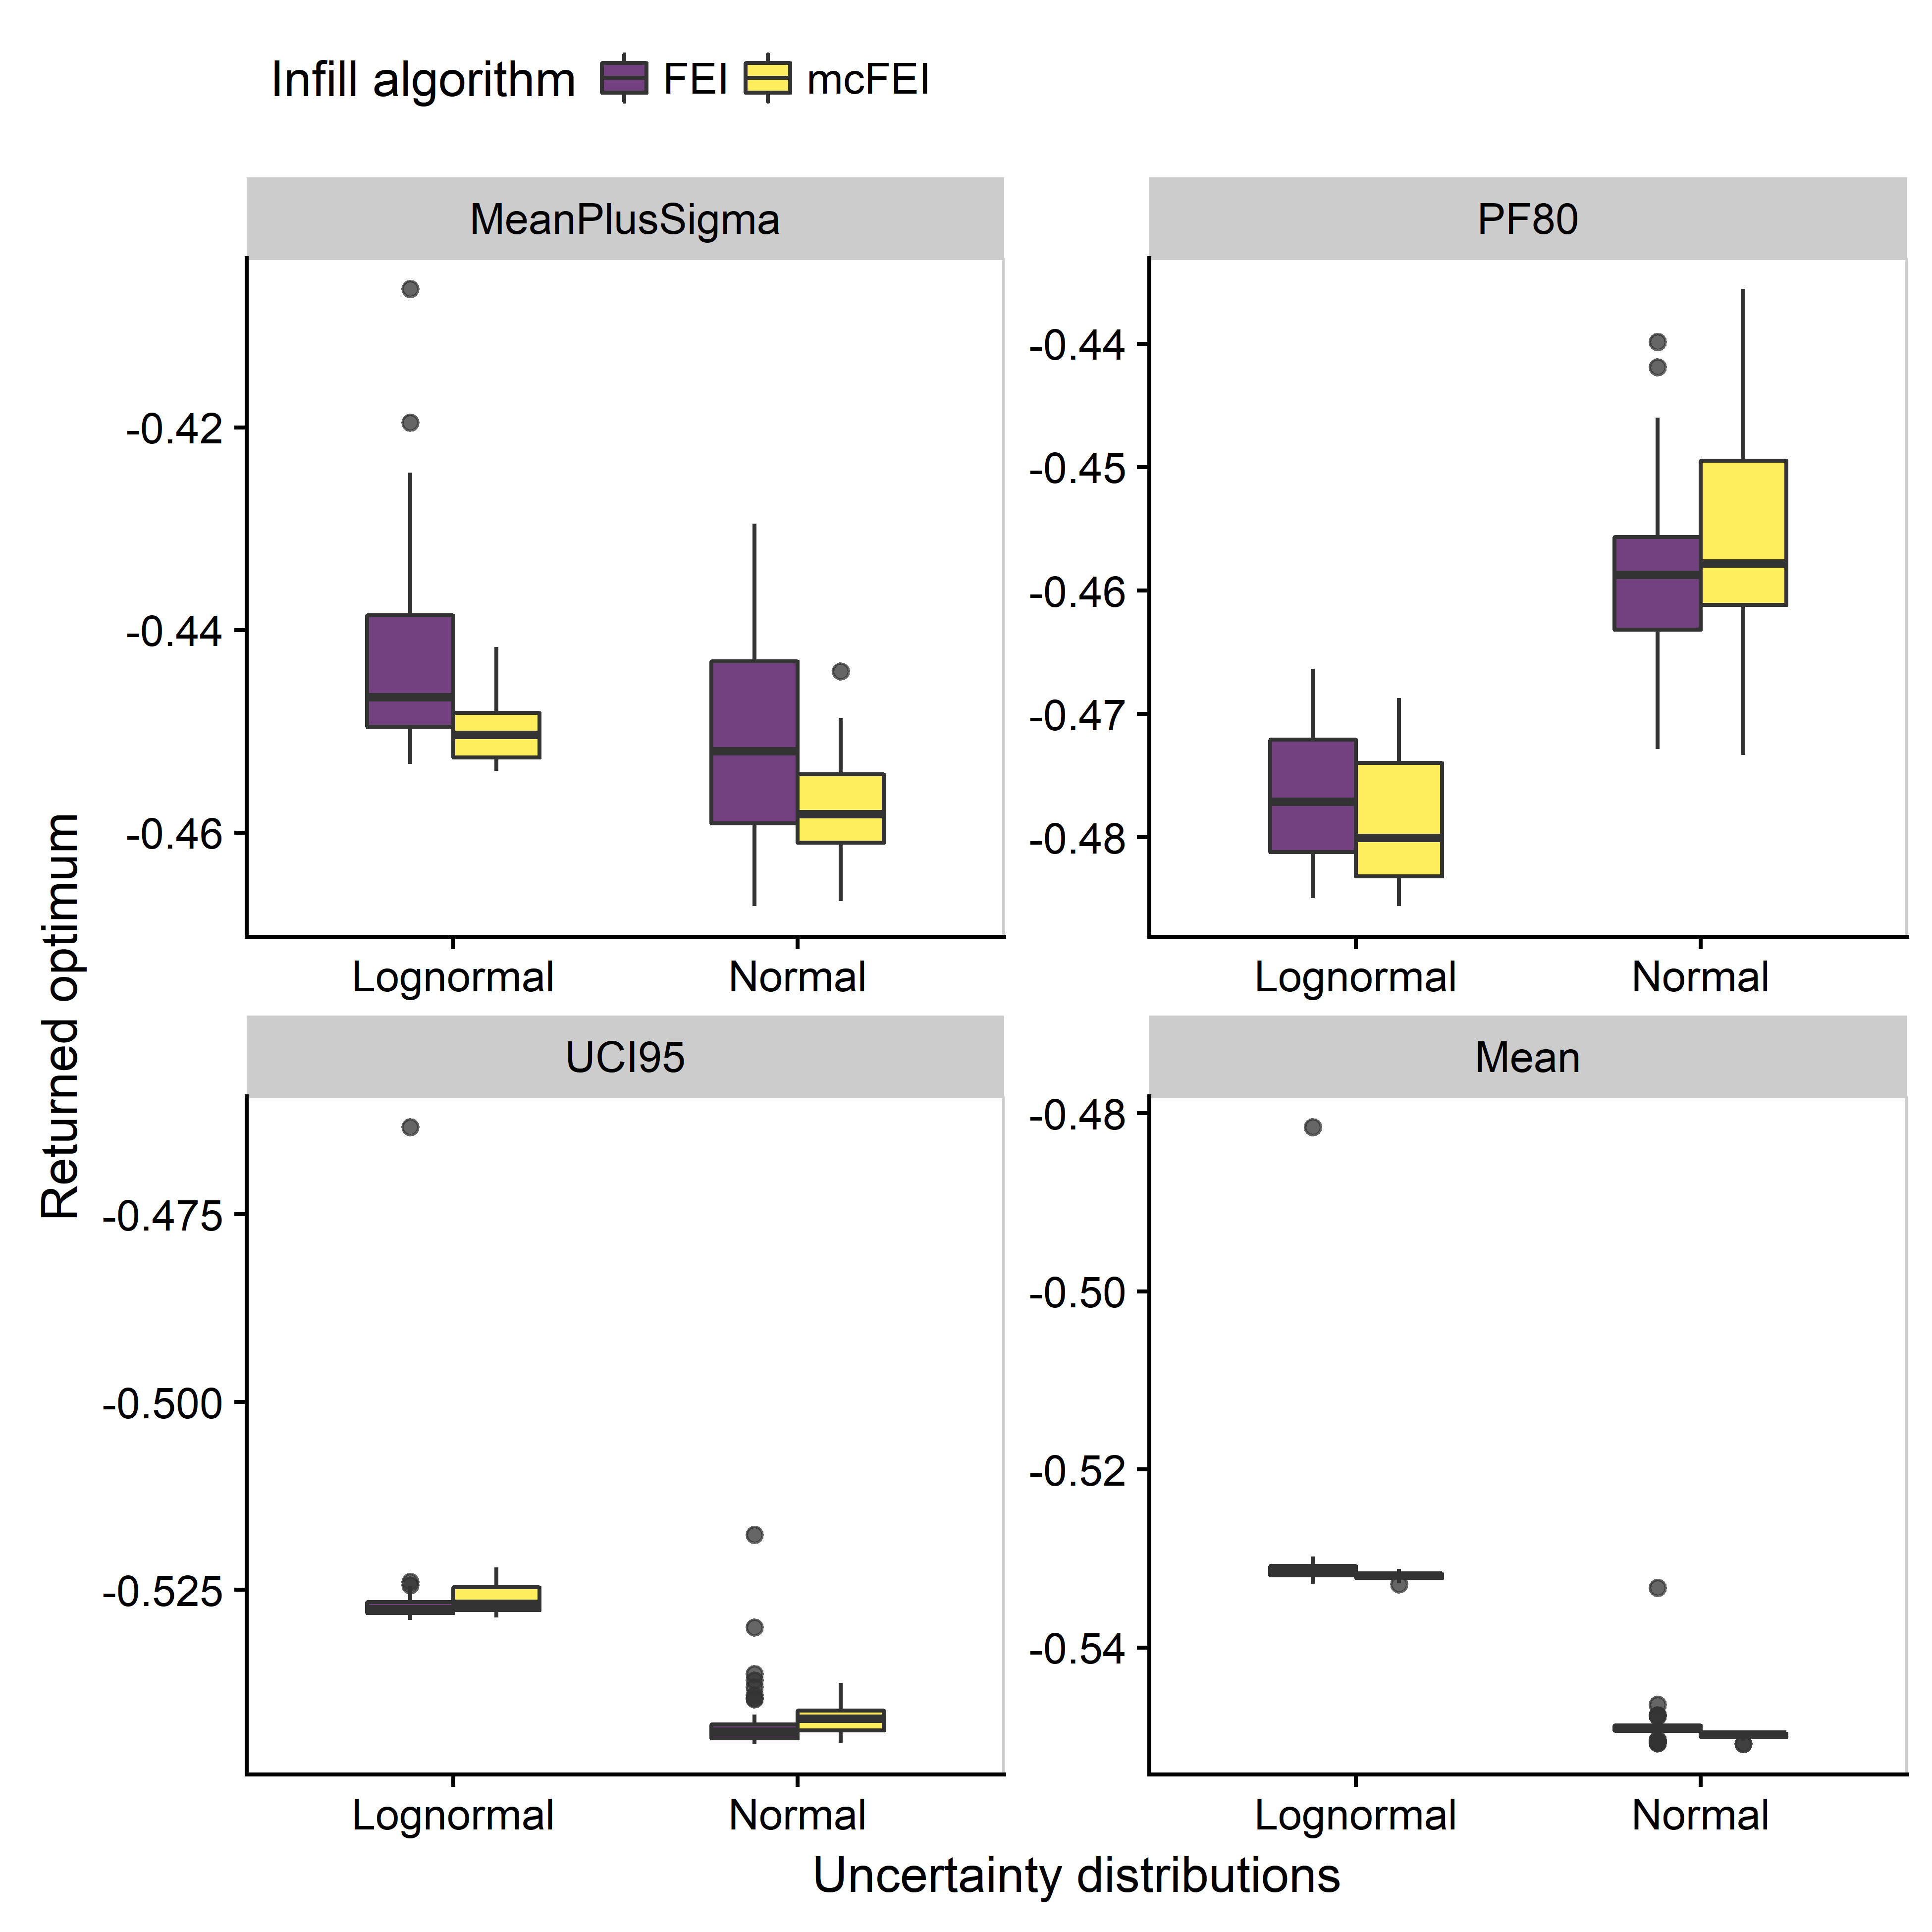 Infill algorithm FEI mcFEI
MeanPlusSigma
PF80
-0.42
-0.44
-0.46
-0.44
-0.45
-0.46
-0.47
-0.48
Lognormal Normal
Lognormal Normal
UCI95
Mean
-0.475
-0.500
-0.525
-0.48
-0.50
-0.52
-0.54
Lognormal Normal
Lognormal Normal
Returned optimum
Uncertainty distributions